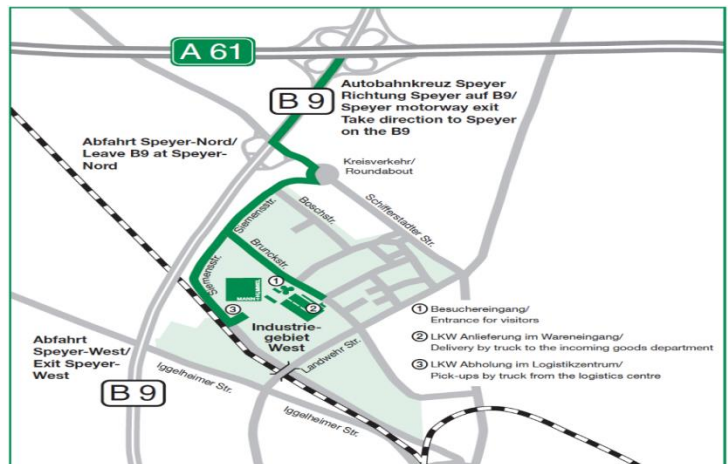 A 61
B 9
Autobahnkreuz Speyer
Richtung Speyer auf B9/
Speyer motorway exit
Take direction to Speyer
on the B9
Abfahrt Speyer-Nord/
Leave B9 at Speyer-
Nord
Kreisverkehr/
Roundabout
Siemensstr.
Boschstr.
Schifferstadter Str.
Brunckstr.
Siemensstr.
MANN+
HUMMEL
1
2
3
Industrie-
gebiet
West
Landwehr Str.
1 Besuchereingang/
Entrance for visitors
2 LKW Anlieferung im Wareneingang/
Delivery by truck to the incoming goods department
3 LKW Abholung im Logistikzentrum/
Pick-ups by truck from the logistics centre
Abfahrt
Speyer-West/
Exit Speyer-
West
B 9
Iggelheimer Str.
Iggelheimer Str.